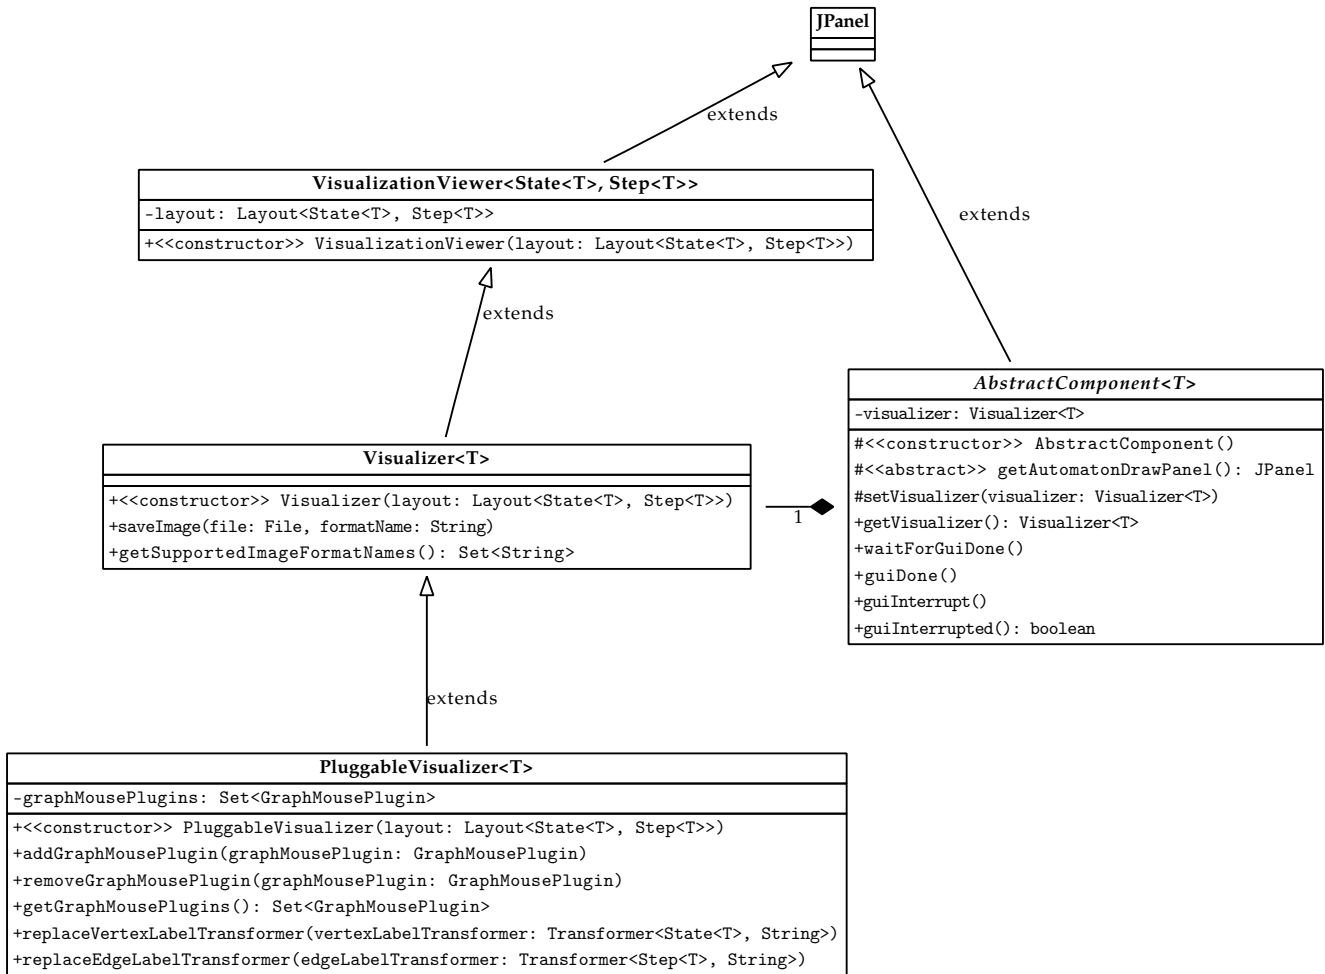 JPanel
extends
VisualizationViewer<State<T>, Step<T>>
-layout: Layout<State<T>, Step<T>>
+<<constructor>> VisualizationViewer(layout: Layout<State<T>, Step<T>>)
extends
extends
AbstractComponent<T>
-visualizer: Visualizer<T>
#<<constructor>> AbstractComponent()
#<<abstract>> getAutomatonDrawPanel(): JPanel
#setVisualizer(visualizer: Visualizer<T>)
+getVisualizer(): Visualizer<T>
+waitForGuiDone()
+guiDone()
+guiInterrupt()
+guiInterrupted(): boolean
Visualizer<T>
+<<constructor>> Visualizer(layout: Layout<State<T>, Step<T>>)
+saveImage(file: File, formatName: String)
+getSupportedImageFormatNames(): Set<String>
1
extends
PluggableVisualizer<T>
-graphMousePlugins: Set<GraphMousePlugin>
+<<constructor>> PluggableVisualizer(layout: Layout<State<T>, Step<T>>)
+addGraphMousePlugin(graphMousePlugin: GraphMousePlugin)
+removeGraphMousePlugin(graphMousePlugin: GraphMousePlugin)
+getGraphMousePlugins(): Set<GraphMousePlugin>
+replaceVertexLabelTransformer(vertexLabelTransformer: Transformer<State<T>, String>)
+replaceEdgeLabelTransformer(edgeLabelTransformer: Transformer<Step<T>, String>)